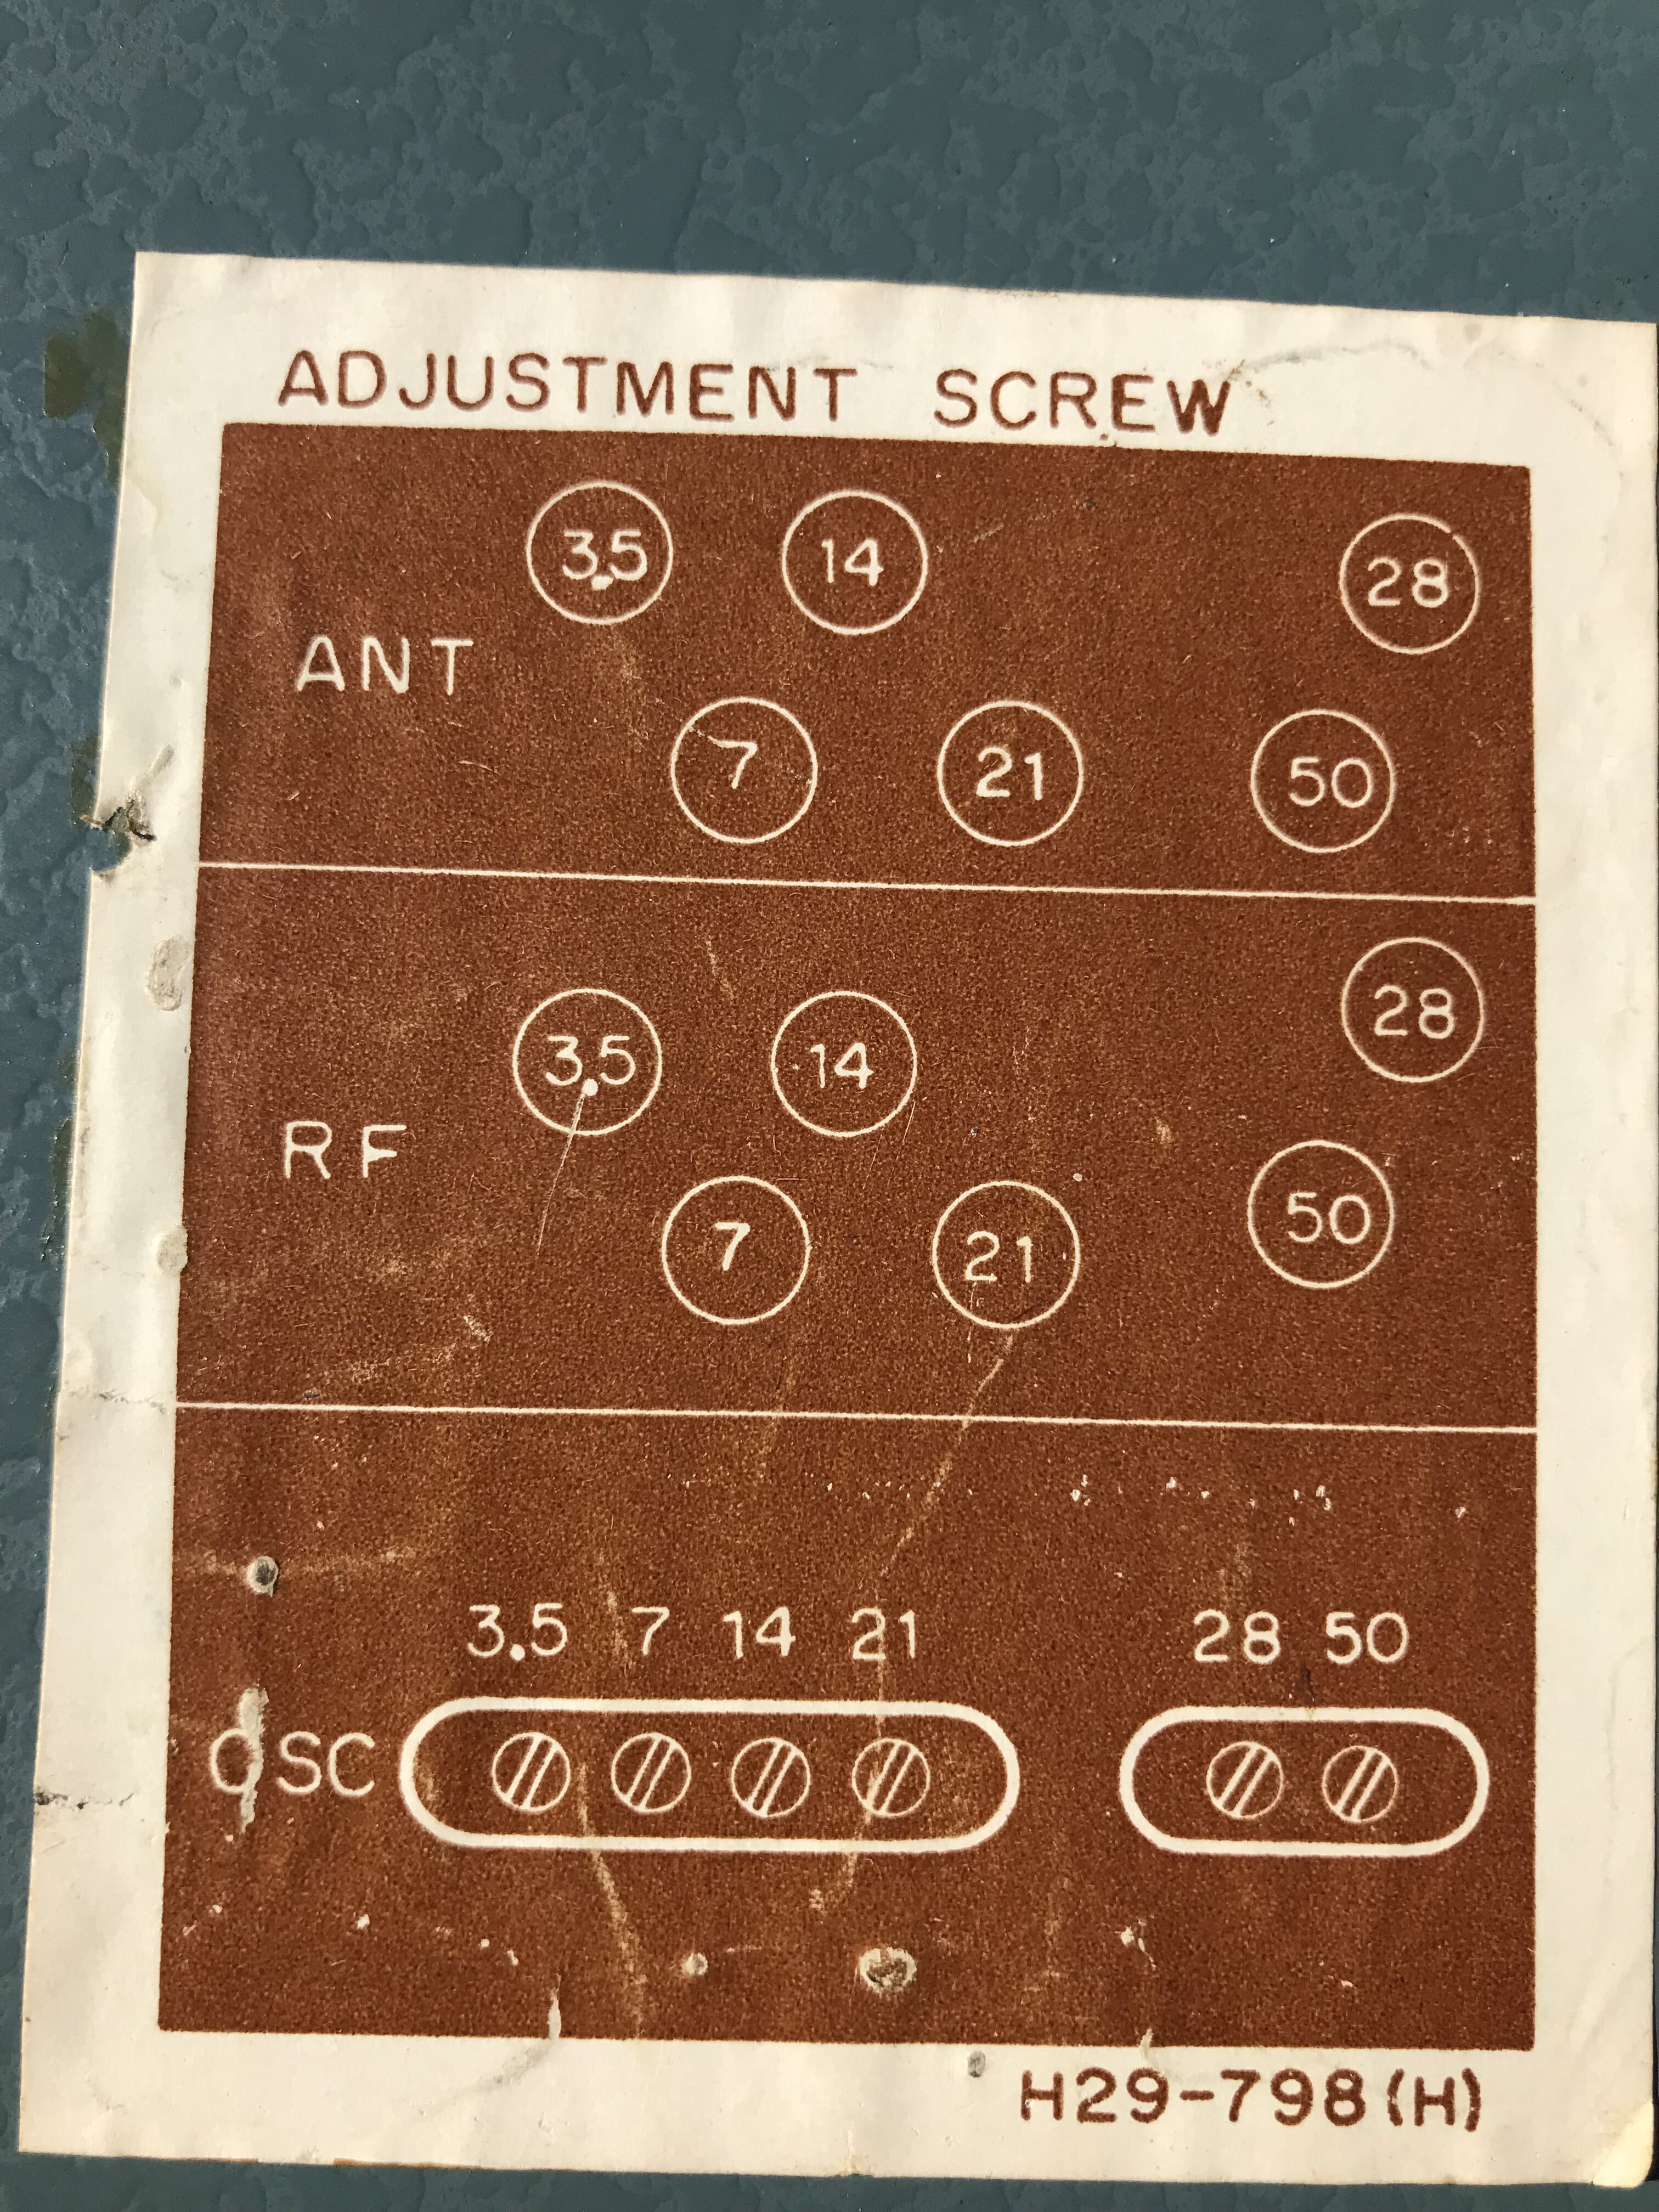 ADJUSTMENT SCREW
3.5 14 28
ANT
7 21 50
28
3.5 14
RF
50
7 21
3.5 7 14 21 28 50
OSC
H29-798(H)